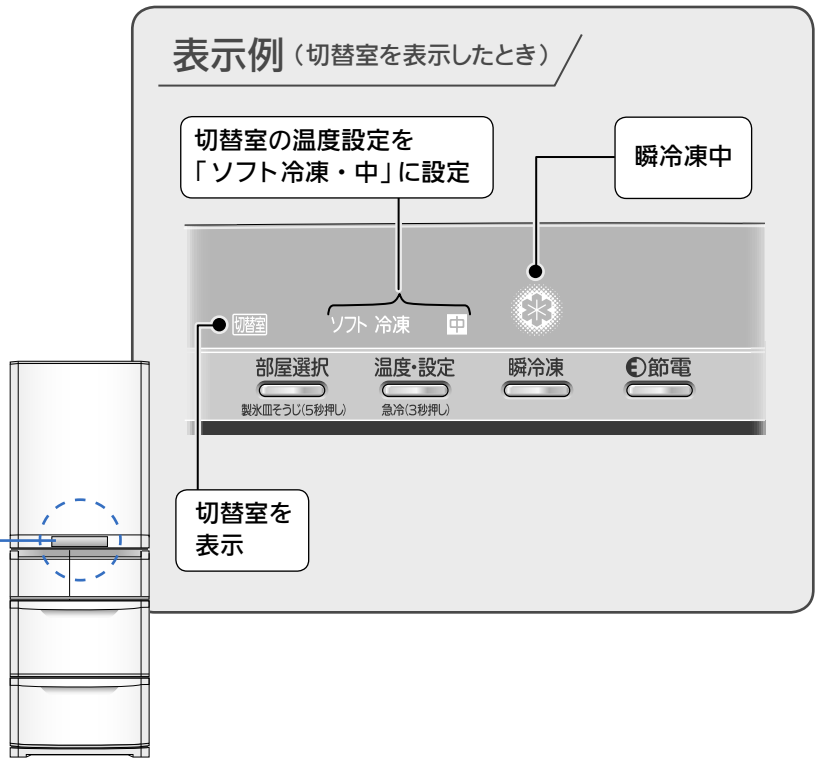 表示例(切替室を表示したとき)
切替室の温度設定を
「ソフト冷凍・中」に設定
瞬冷凍中
切替室 ソフト 冷凍 中
部屋選択 温度・設定 瞬冷凍 節電
製氷皿そうじ(5秒押し) 急冷(3秒押し)
切替室を
表示